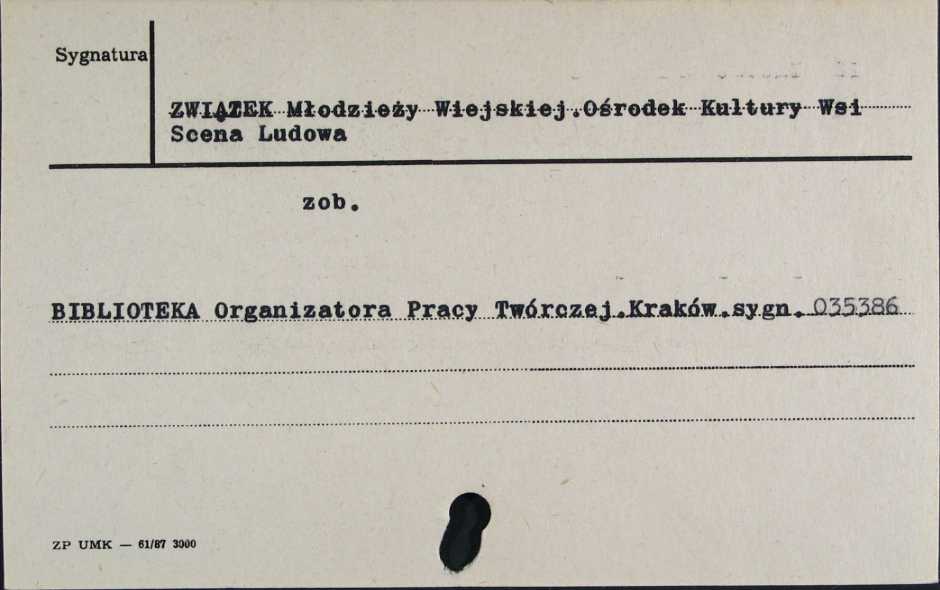 Sygnatura
ZWIĄZEK Młodzieży Wiejskiej.Ośrodek Kultury Wsi
Scena Ludowa
zob.
BIBLIOTEKA Organizatora Pracy Twórczej.Kraków.sygn. 035386
ZP UMK — 61/87 3000